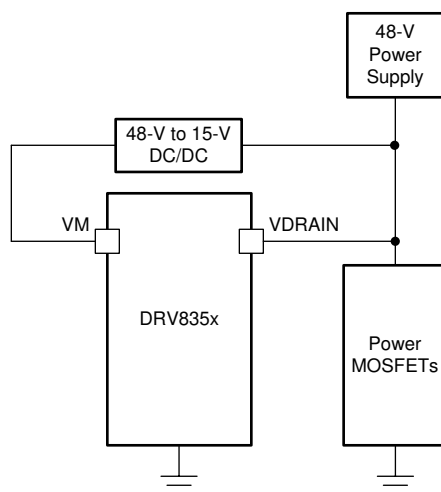 48-V
Power
Supply
48-V to 15-V
DC/DC
VM
VDRAIN
DRV835x
Power
MOSFETs